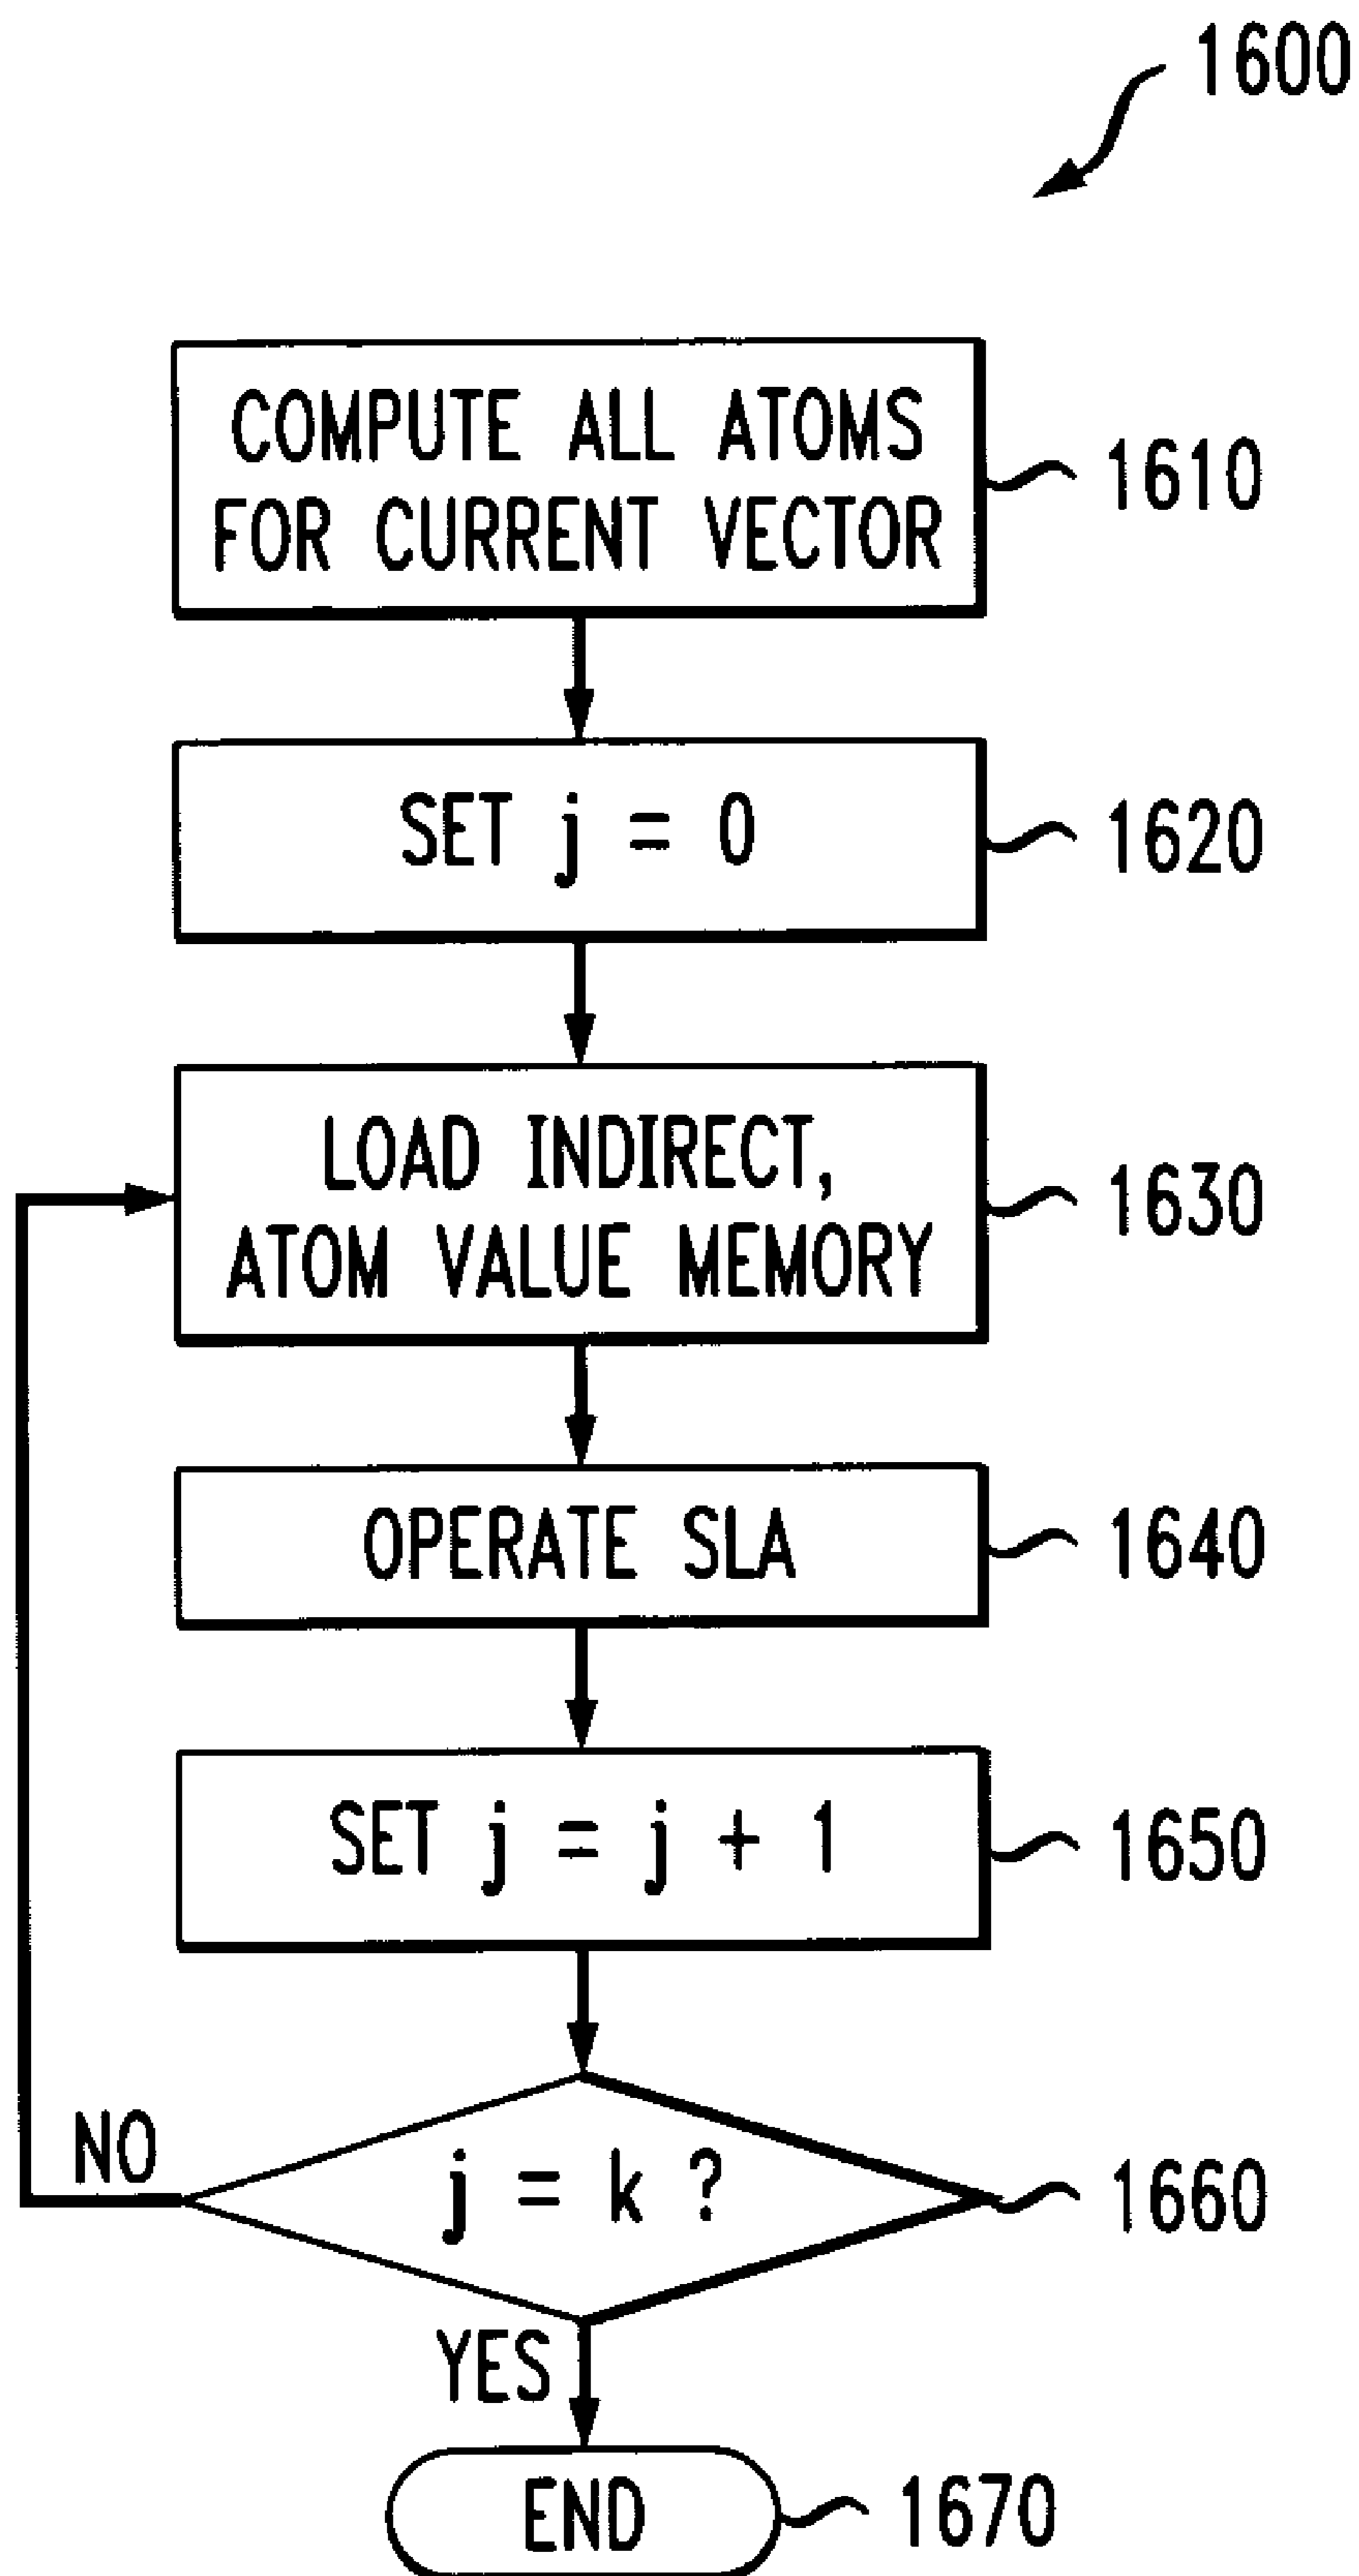 1600
COMPUTE ALL ATOMS
FOR CURRENT VECTOR
1610
SET j = 0
1620
LOAD INDIRECT,
ATOM VALUE MEMORY
1630
OPERATE SLA
1640
SET j = j + 1
1650
NO
j = k ?
1660
YES
END
1670